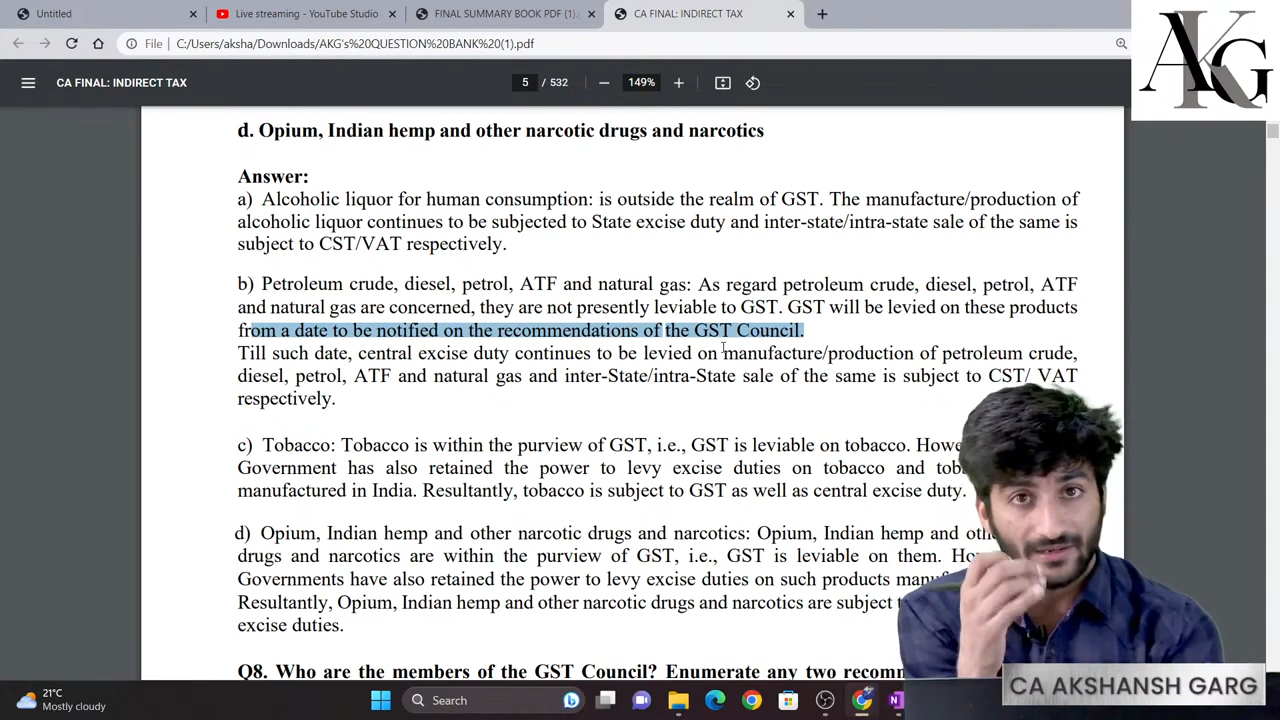 Untitled
Live streaming - YouTube Studio
FINAL SUMMARY BOOK PDF (1).
CA FINAL: INDIRECT TAX
File C:/Users/aksha/Downloads/AKG's%20QUESTION%20BANK%20(1).pdf
AKG
CA FINAL: INDIRECT TAX
5 / 532
149%
d. Opium, Indian hemp and other narcotic drugs and narcotics
Answer:
a) Alcoholic liquor for human consumption: is outside the realm of GST. The manufacture/production of
alcoholic liquor continues to be subjected to State excise duty and inter-state/intra-state sale of the same is
subject to CST/VAT respectively.
b) Petroleum crude, diesel, petrol, ATF and natural gas: As regard petroleum crude, diesel, petrol, ATF
and natural gas are concerned, they are not presently leviable to GST. GST will be levied on these products
from a date to be notified on the recommendations of the GST Council.
Till such date, central excise duty continues to be levied on manufacture/production of petroleum crude,
diesel, petrol, ATF and natural gas and inter-State/intra-State sale of the same is subject to CST/ VAT
respectively.
c) Tobacco: Tobacco is within the purview of GST, i.e., GST is leviable on tobacco.
Government has also retained the power to levy excise duties on tobacco and
manufactured in India. Resultantly, tobacco is subject to GST as well as central excise duty.
d) Opium, Indian hemp and other narcotic drugs and narcotics: Opium, Indian hemp and
drugs and narcotics are within the purview of GST, i.e., GST is leviable on them.
Governments have also retained the power to levy excise duties on such products
Resultantly, Opium, Indian hemp and other narcotic drugs and narcotics are subject
excise duties.
Q8. Who are the members of the GST Council? Enumerate any two
CA AKSHANSH GARG
21°C
Mostly cloudy
Search